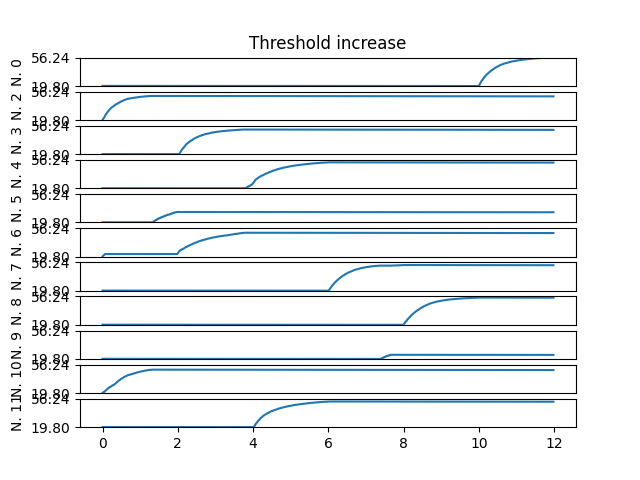 Threshold increase
56.24
N. 0
19.80
56.24
N. 2
19.80
56.24
N. 3
19.80
56.24
N. 4
19.80
56.24
N. 5
19.80
56.24
N. 6
19.80
56.24
N. 7
19.80
56.24
N. 8
19.80
56.24
N. 9
19.80
56.24
N. 10
19.80
56.24
N. 11
19.80
0 2 4 6 8 10 12